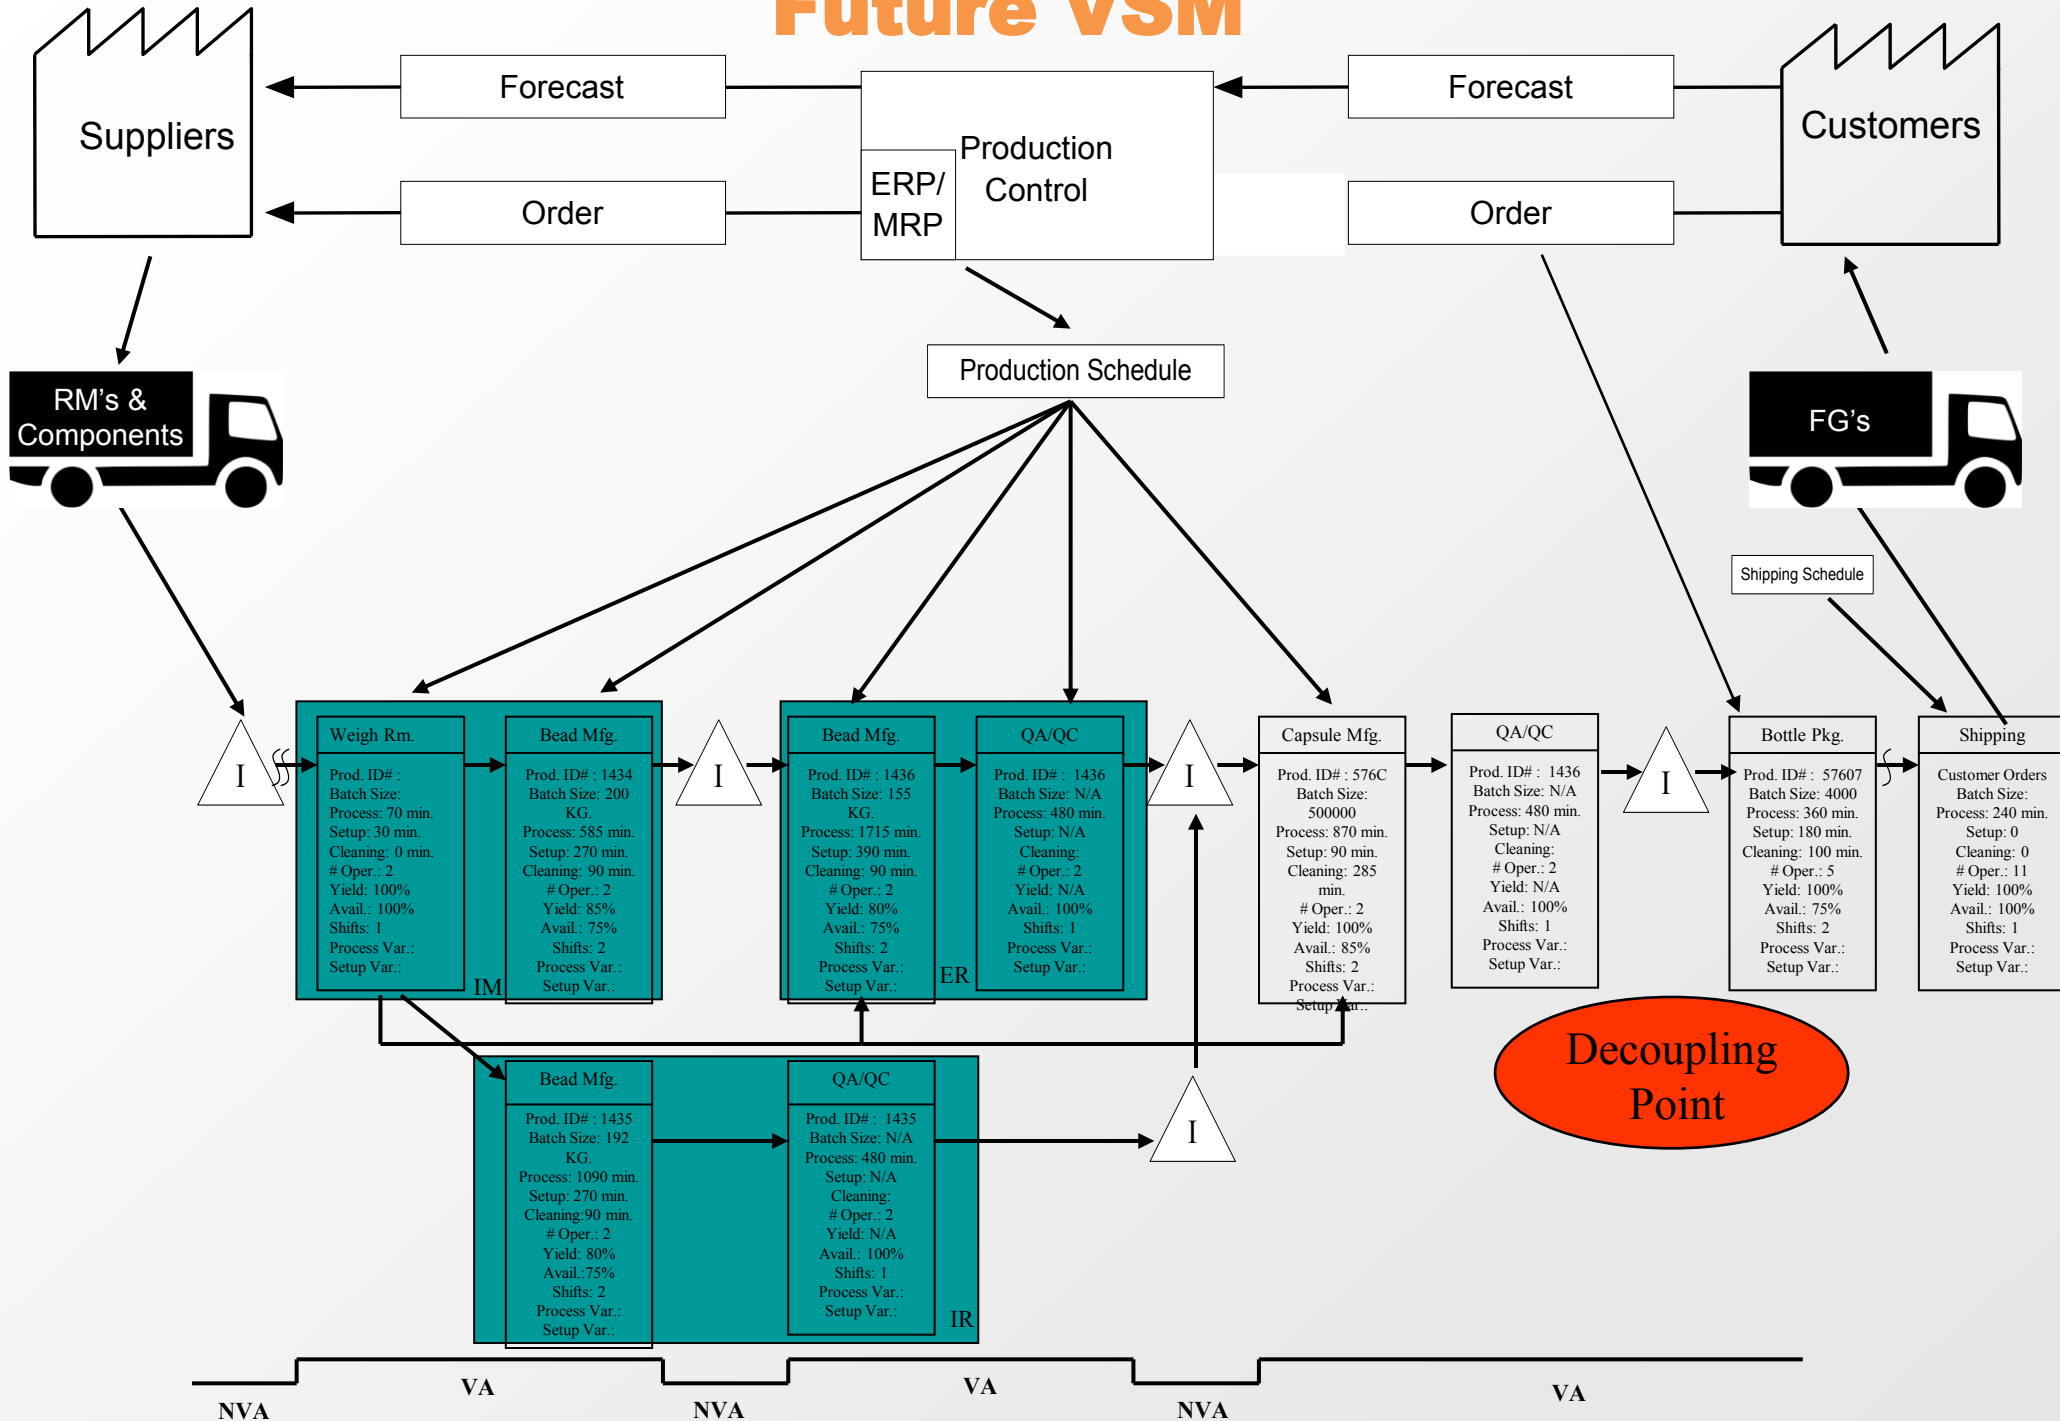 Future VSM
Suppliers
Forecast
Order
Production
Control
ERP/
MRP
Forecast
Order
Customers
Production Schedule
RM's &
Components
FG's
Shipping Schedule
I
Weigh Rm.
Prod. ID# :
Batch Size:
Process: 70 min.
Setup: 30 min.
Cleaning: 0 min.
# Oper.: 2
Yield: 100%
Avail.: 100%
Shifts: 1
Process Var.:
Setup Var.:
IM
Bead Mfg.
Prod. ID# : 1434
Batch Size: 200
KG.
Process: 585 min.
Setup: 270 min.
Cleaning: 90 min.
# Oper.: 2
Yield: 85%
Avail.: 75%
Shifts: 2
Process Var.:
Setup Var.:
I
Bead Mfg.
Prod. ID# : 1436
Batch Size: 155
KG.
Process: 1715 min.
Setup: 390 min.
Cleaning: 90 min.
# Oper.: 2
Yield: 80%
Avail.: 75%
Shifts: 2
Process Var.:
Setup Var.:
ER
QA/QC
Prod. ID# : 1436
Batch Size: N/A
Process: 480 min.
Setup: N/A
Cleaning:
# Oper.: 2
Yield: N/A
Avail.: 100%
Shifts: 1
Process Var.:
Setup Var.:
I
Capsule Mfg.
Prod. ID# : 576C
Batch Size:
500000
Process: 870 min.
Setup: 90 min.
Cleaning: 285
min.
# Oper.: 2
Yield: 100%
Avail.: 85%
Shifts: 2
Process Var.:
Setup Var.:
QA/QC
Prod. ID# : 1436
Batch Size: N/A
Process: 480 min.
Setup: N/A
Cleaning:
# Oper.: 2
Yield: N/A
Avail.: 100%
Shifts: 1
Process Var.:
Setup Var.:
I
Bottle Pkg.
Prod. ID# : 57607
Batch Size: 4000
Process: 360 min.
Setup: 180 min.
Cleaning: 100 min.
# Oper.: 5
Yield: 100%
Avail.: 75%
Shifts: 2
Process Var.:
Setup Var.:
Shipping
Customer Orders
Batch Size:
Process: 240 min.
Setup: 0
Cleaning: 0
# Oper.: 11
Yield: 100%
Avail.: 100%
Shifts: 1
Process Var.:
Setup Var.:
Decoupling
Point
Bead Mfg.
Prod. ID# : 1435
Batch Size: 192
KG.
Process: 1090 min.
Setup: 270 min.
Cleaning:90 min.
# Oper.: 2
Yield: 80%
Avail.:75%
Shifts: 2
Process Var.:
Setup Var.:
QA/QC
Prod. ID# : 1435
Batch Size: N/A
Process: 480 min.
Setup: N/A
Cleaning:
# Oper.: 2
Yield: N/A
Avail.: 100%
Shifts: 1
Process Var.:
Setup Var.:
IR
I
NVA
VA
NVA
VA
NVA
VA